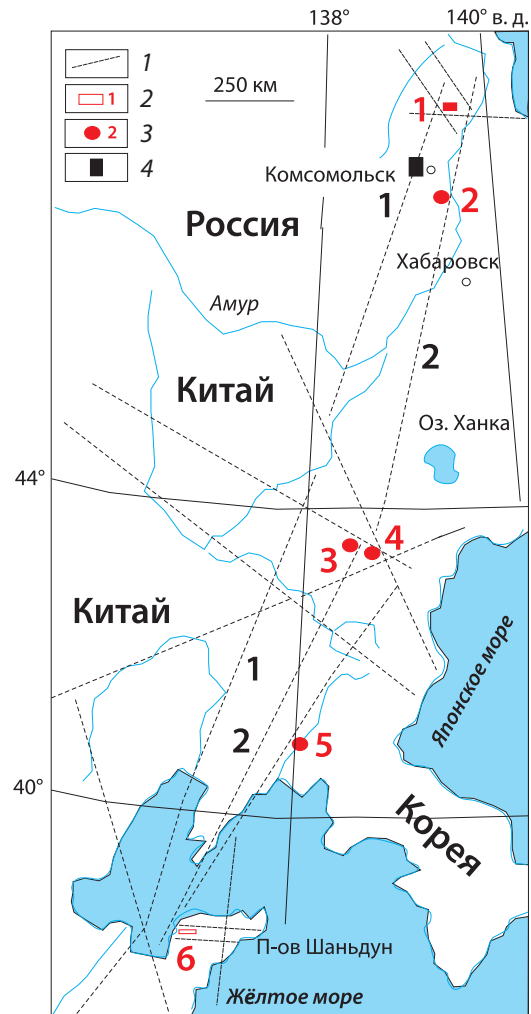 138°
140° в. д.
1
1 2
2 3
4
250 км
1
Комсомольск
1
2
Россия
Хабаровск
Амур
2
Китай
Оз. Ханка
44°
3
4
Китай
1
Японское море
2
5
40°
Корея
6
П-ов Шаньдун
Жёлтое море